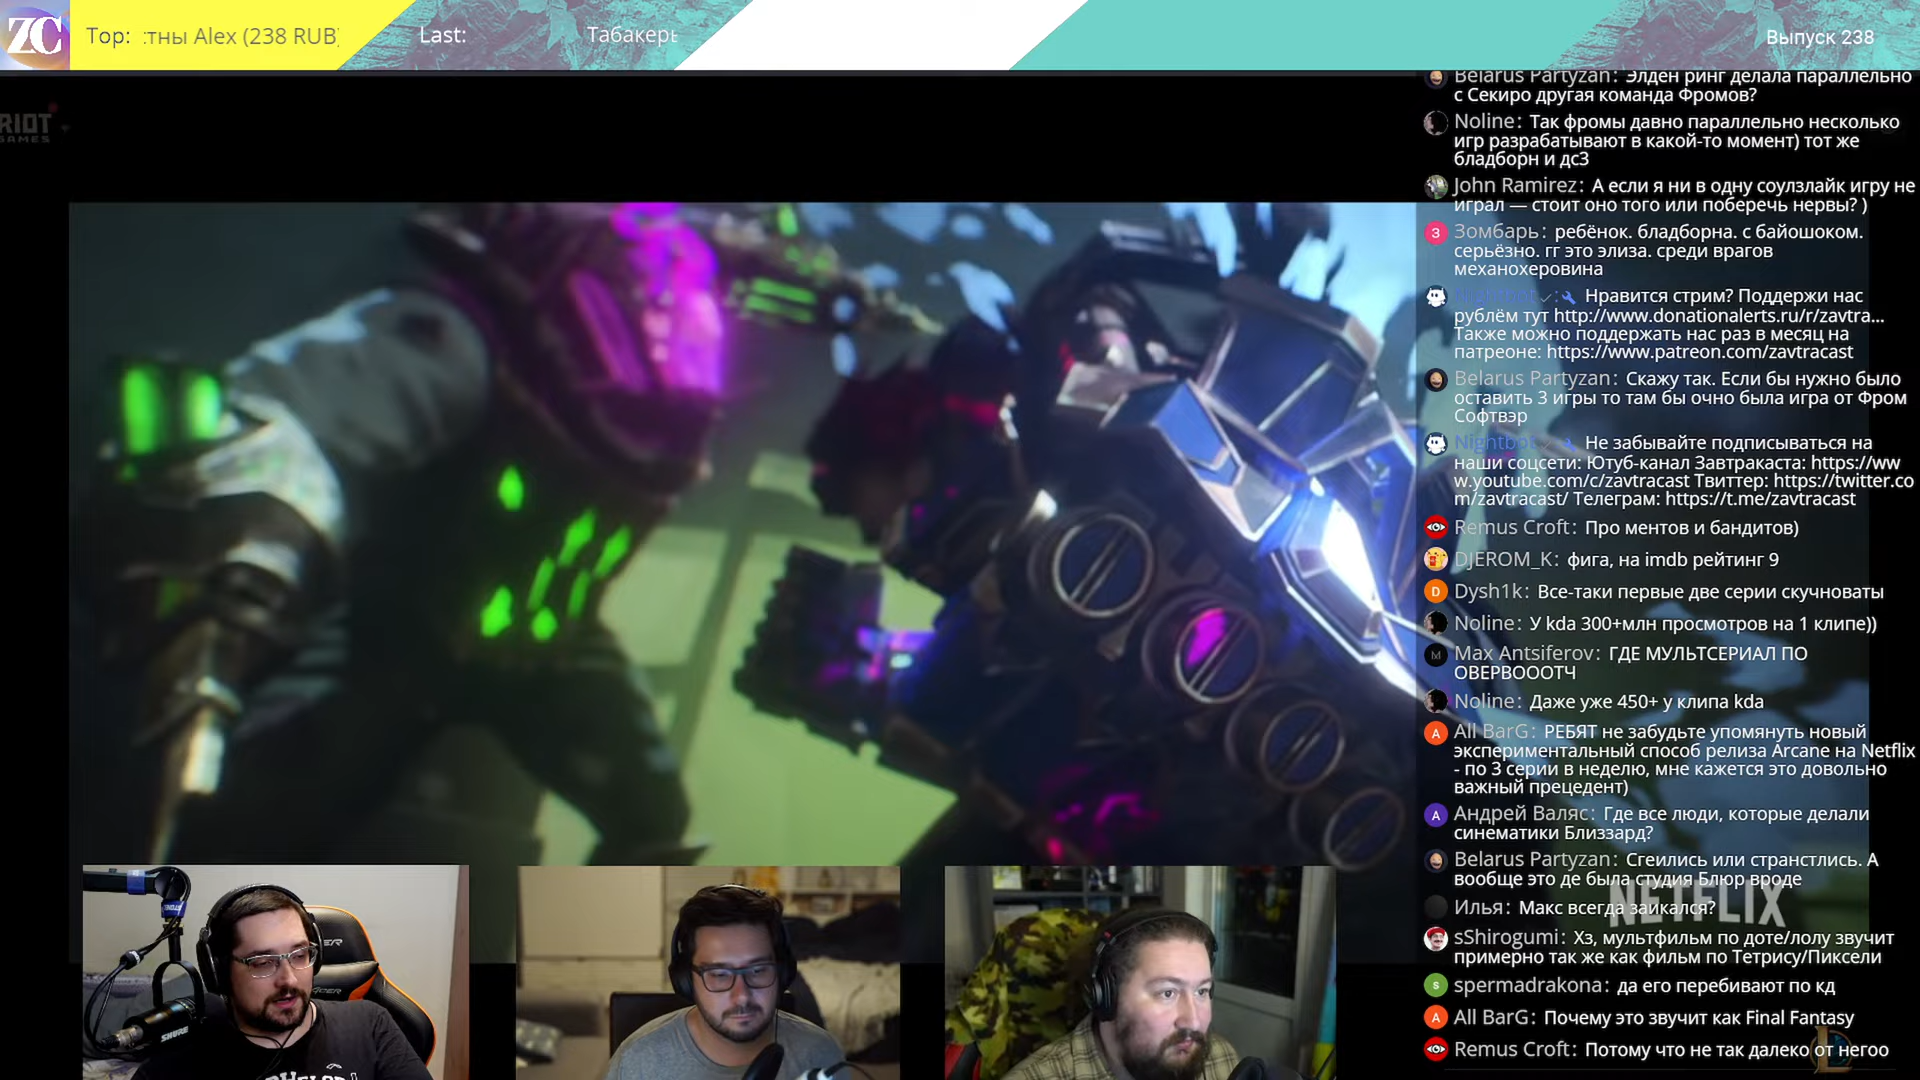 ZC
Top: :тны Alex (238 RUB)
Last: Табакерь
Выпуск 238
RIOT
GAMES
Belarus Partyzan: Элден ринг делала параллельно
с Секиро другая команда Фромов?
Noline: Так фромы давно параллельно несколько
игр разрабатывают в какой-то момент) тот же
бладборн и дс3
John Ramirez: А если я ни в одну соулзлайк игру не
играл — стоит оно того или поберечь нервы? )
З Зомбарь: ребёнок. бладборна. с байошоком.
серьёзно. гг это элиза. среди врагов
механохеровина
Nightbot: Нравится стрим? Поддержи нас
рублём тут http://www.donationalerts.ru/r/zavtra...
Также можно поддержать нас раз в месяц на
патреоне: https://www.patreon.com/zavtracast
Belarus Partyzan: Скажу так. Если бы нужно было
оставить 3 игры то там бы очно была игра от Фром
Софтвэр
Nightbot: Не забывайте подписываться на
наши соцсети: Ютуб-канал Завтракаста: https://ww
w.youtube.com/c/zavtracast Твиттер: https://twitter.co
m/zavtracast/ Телеграм: https://t.me/zavtracast
Remus Croft: Про ментов и бандитов)
DJEROM_K: фига, на imdb рейтинг 9
D Dysh1k: Все-таки первые две серии скучноваты
Noline: У kda 300+млн просмотров на 1 клипе))
M Max Antsiferov: ГДЕ МУЛЬТСЕРИАЛ ПО
ОВЕРВОООТЧ
Noline: Даже уже 450+ у клипа kda
A All BarG: РЕБЯТ не забудьте упомянуть новый
экспериментальный способ релиза Arcane на Netflix
- по 3 серии в неделю, мне кажется это довольно
важный прецедент)
А Андрей Валяс: Где все люди, которые делали
синематики Близзард?
Belarus Partyzan: Сгеились или странстлись. А
вообще это де была студия Блюр вроде
NETFLIX
Илья: Макс всегда заикался?
sShirogumi: Хз, мультфильм по доте/лолу звучит
примерно так же как фильм по Тетрису/Пиксели
s spermadrakona: да его перебивают по кд
A All BarG: Почему это звучит как Final Fantasy
Remus Croft: Потому что не так далеко от негоо
SHURE